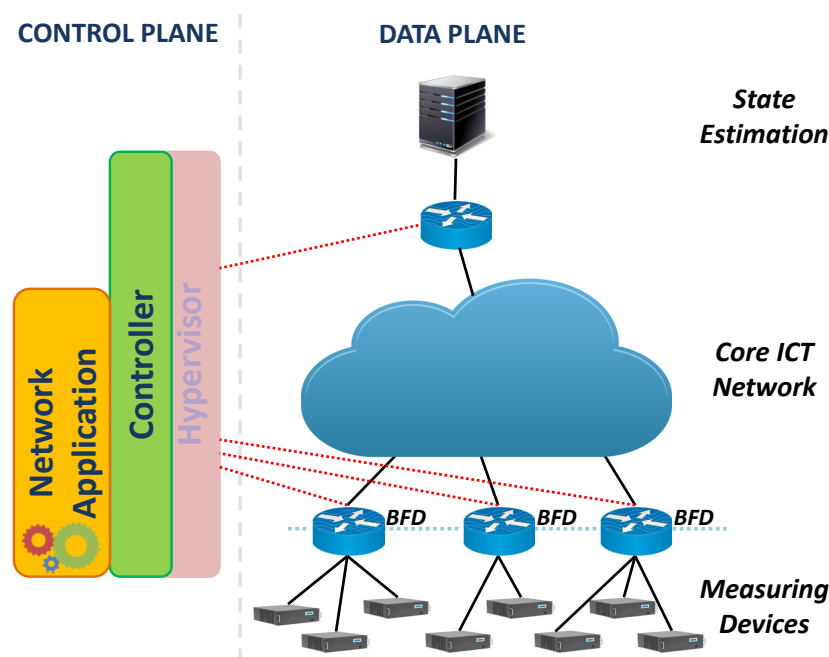 CONTROL PLANE
DATA PLANE
State
Estimation
Network
Application
Controller
Hypervisor
Core ICT
Network
BFD
BFD
BFD
Measuring
Devices